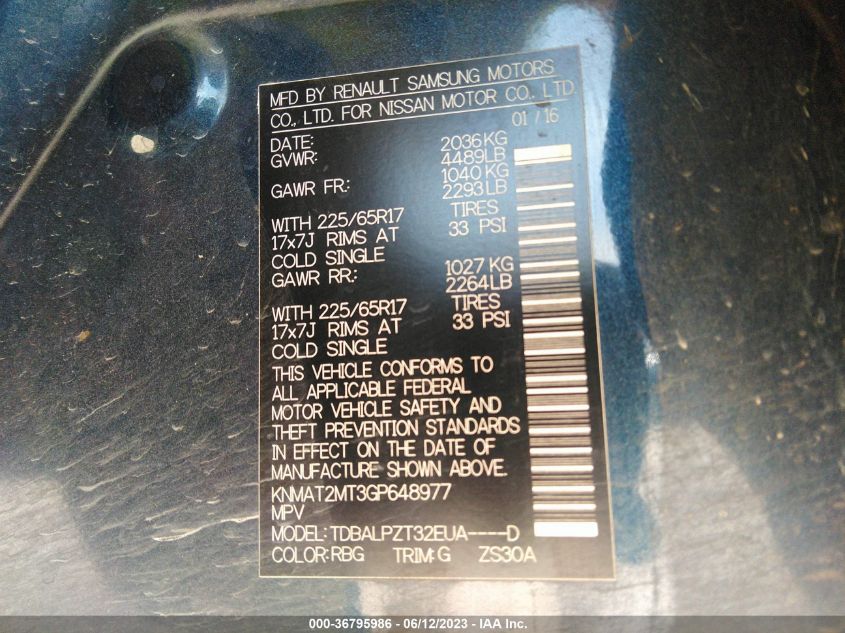 MFD BY RENAULT SAMSUNG MOTORS
CO., LTD. FOR NISSAN MOTOR CO., LTD
DATE: 01 / 16
GVWR: 2036KG
4489LB
GAWR FR.: 1040KG
2293LB
WITH 225/65R17 TIRES
17x7J RIMS AT 33 PSI
COLD SINGLE
GAWR RR.: 1027KG
2264LB
WITH 225/65R17 TIRES
17x7J RIMS AT 33 PSI
COLD SINGLE
THIS VEHICLE CONFORMS TO
ALL APPLICABLE FEDERAL
MOTOR VEHICLE SAFETY AND
THEFT PREVENTION STANDARDS
IN EFFECT ON THE DATE OF
MANUFACTURE SHOWN ABOVE.
KNMAT2MT3GP648977
MPV
MODEL:TDBALPZT32EUA----D
COLOR:RBG TRIM:G ZS30A
000-36795986 - 06/12/2023 - IAA Inc.